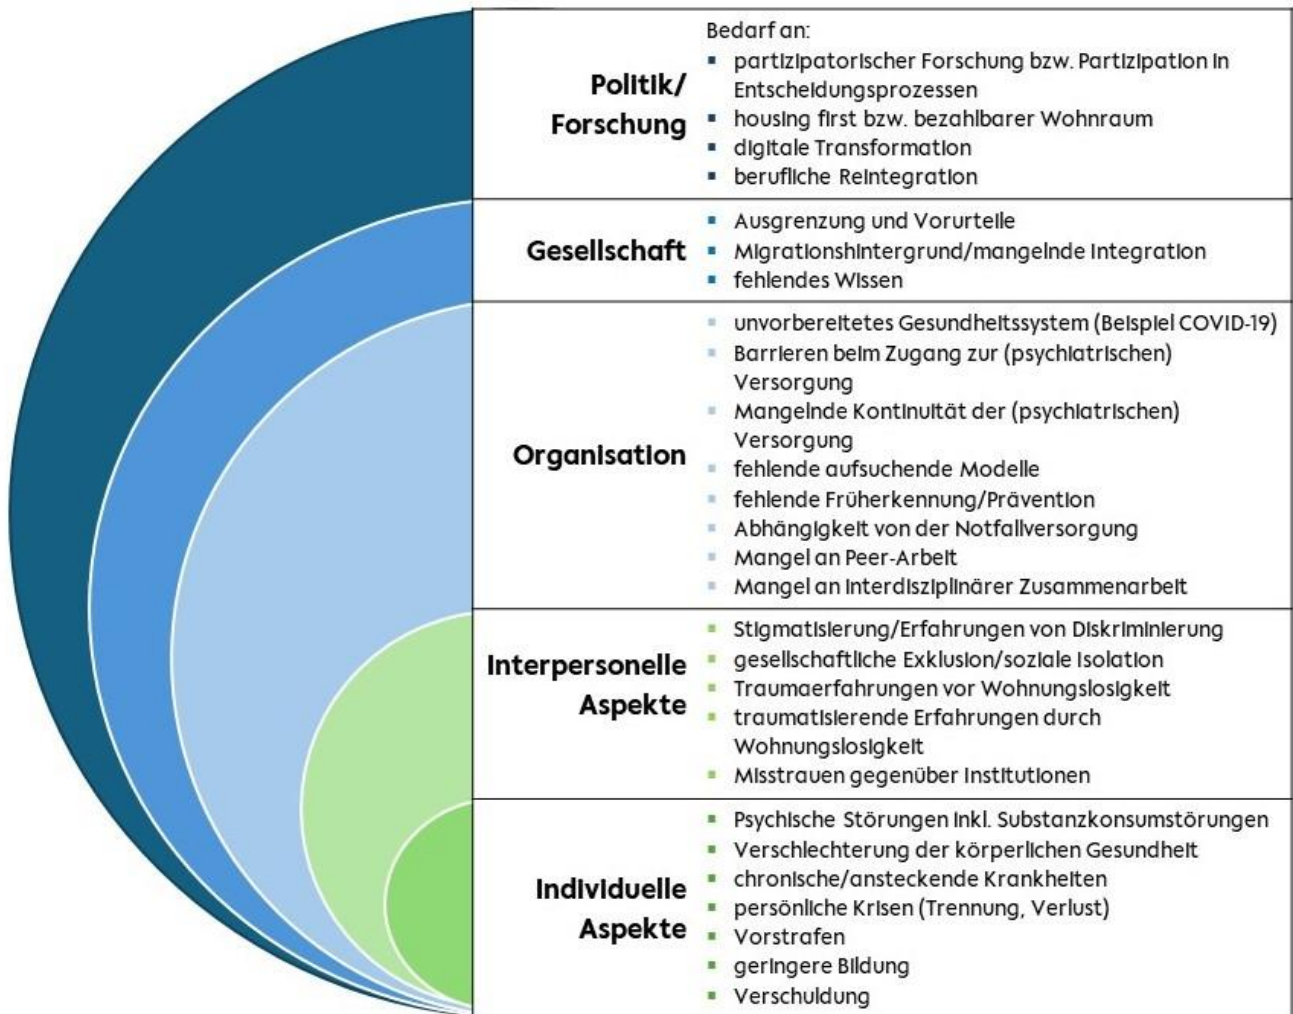 Politik/
Forschung
Bedarf an:
▪ partizipatorischer Forschung bzw. Partizipation in
Entscheidungsprozessen
▪ housing first bzw. bezahlbarer Wohnraum
▪ digitale Transformation
▪ berufliche Reintegration
Gesellschaft
▪ Ausgrenzung und Vorurteile
▪ Migrationshintergrund/mangelnde Integration
▪ fehlendes Wissen
Organisation
▪ unvorbereitetes Gesundheitssystem (Beispiel COVID-19)
▪ Barrieren beim Zugang zur (psychiatrischen)
Versorgung
▪ Mangelnde Kontinuität der (psychiatrischen)
Versorgung
▪ fehlende aufsuchende Modelle
▪ fehlende Früherkennung/Prävention
▪ Abhängigkeit von der Notfallversorgung
▪ Mangel an Peer-Arbeit
▪ Mangel an interdisziplinärer Zusammenarbeit
Interpersonelle
Aspekte
▪ Stigmatisierung/Erfahrungen von Diskriminierung
▪ gesellschaftliche Exklusion/soziale Isolation
▪ Traumaerfahrungen vor Wohnungslosigkeit
▪ traumatisierende Erfahrungen durch
Wohnungslosigkeit
▪ Misstrauen gegenüber Institutionen
Individuelle
Aspekte
▪ Psychische Störungen inkl. Substanzkonsumstörungen
▪ Verschlechterung der körperlichen Gesundheit
▪ chronische/ansteckende Krankheiten
▪ persönliche Krisen (Trennung, Verlust)
▪ Vorstrafen
▪ geringere Bildung
▪ Verschuldung